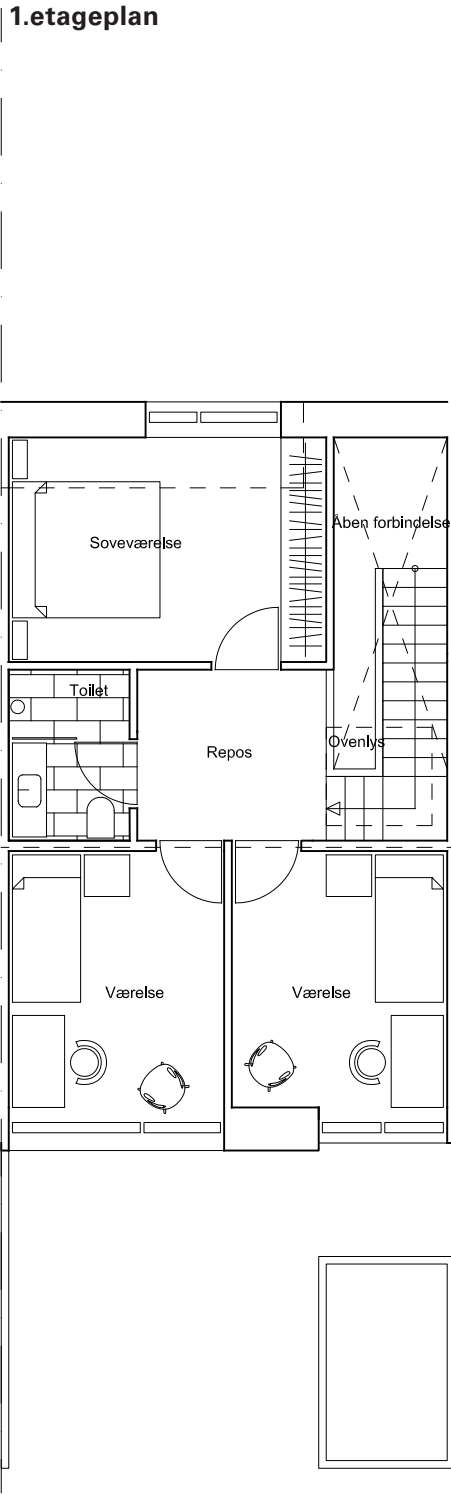 1.etageplan
Åben forbindelse
Soveværelse
Toilet
Ovenlys
Repos
Værelse
Værelse